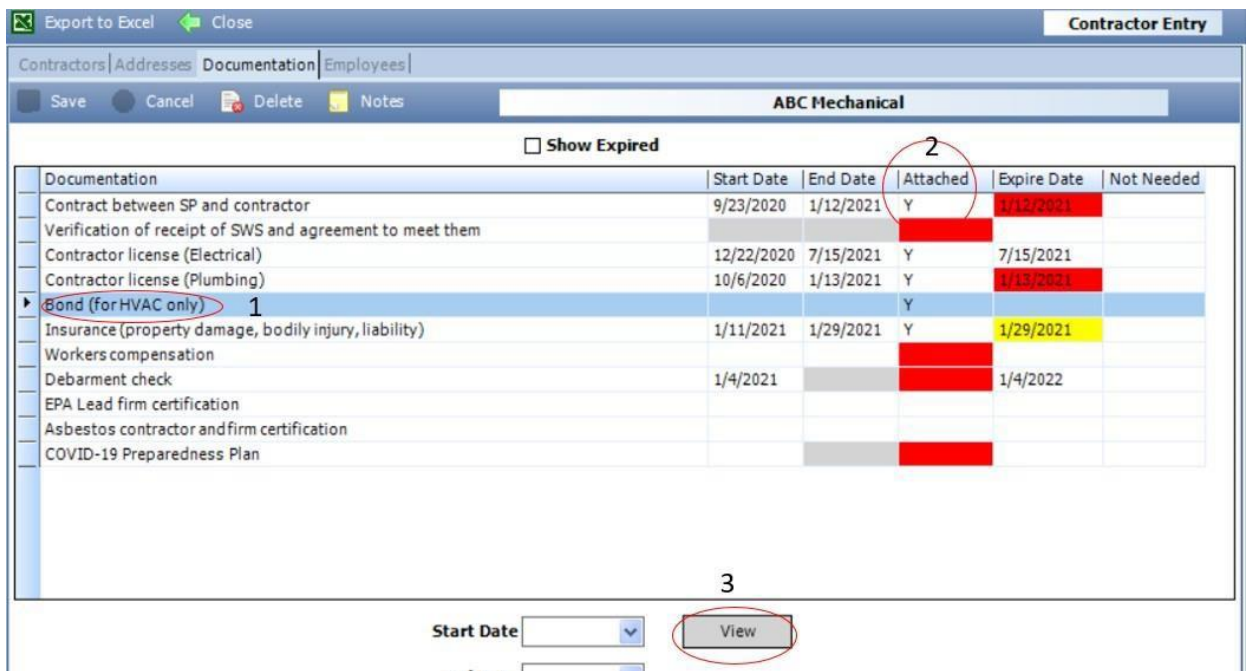 Export to Excel Close Contractor Entry
Contractors Addresses Documentation Employees
Save Cancel Delete Notes ABC Mechanical
Show Expired
2
Documentation Start Date End Date Attached Expire Date Not Needed
Contract between SP and contractor 9/23/2020 1/12/2021 Y 1/12/2021
Verification of receipt of SWS and agreement to meet them
Contractor license (Electrical) 12/22/2020 7/15/2021 Y 7/15/2021
Contractor license (Plumbing) 10/6/2020 1/13/2021 Y 1/13/2021
Bond (for HVAC only) 1 Y
Insurance (property damage, bodily injury, liability) 1/11/2021 1/29/2021 Y 1/29/2021
Workers compensation
Debarment check 1/4/2021 1/4/2022
EPA Lead firm certification
Asbestos contractor and firm certification
COVID-19 Preparedness Plan
3
Start Date View